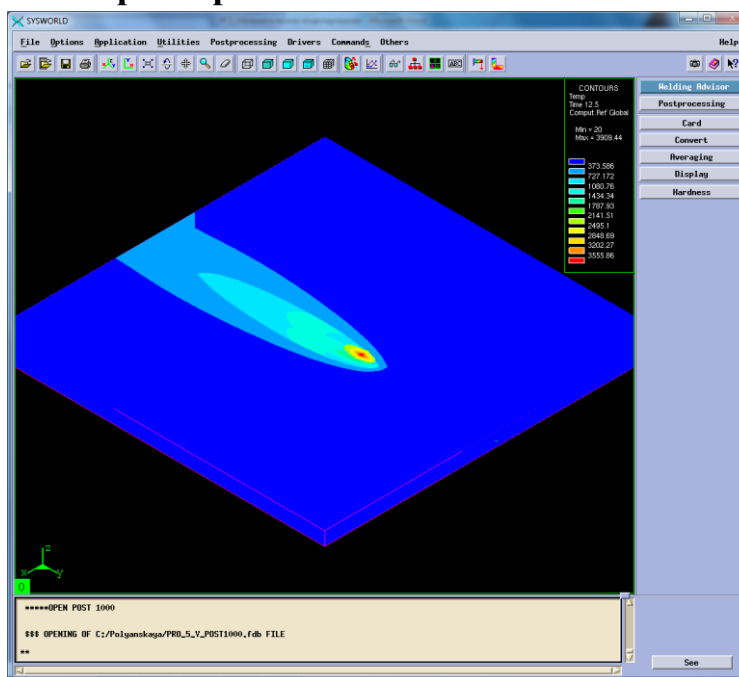 SYSWORLD
File Options Application Utilities Postprocessing Drivers Commands Others Help
ABC
CONTOURS
Temp.
Time 12.5
Comput.Ref Global
Min = 20
Max = 3909.44
373.586
727.172
1080.76
1434.34
1787.93
2141.51
2495.1
2848.69
3202.27
3555.86
Welding Advisor
Postprocessing
Card
Convert
Averaging
Display
Hardness
z
x y
0
*****OPEN POST 1000
$$$ OPENING OF C:/Polyanskaya/PRO_5_V_POST1000.fdb FILE
**
See